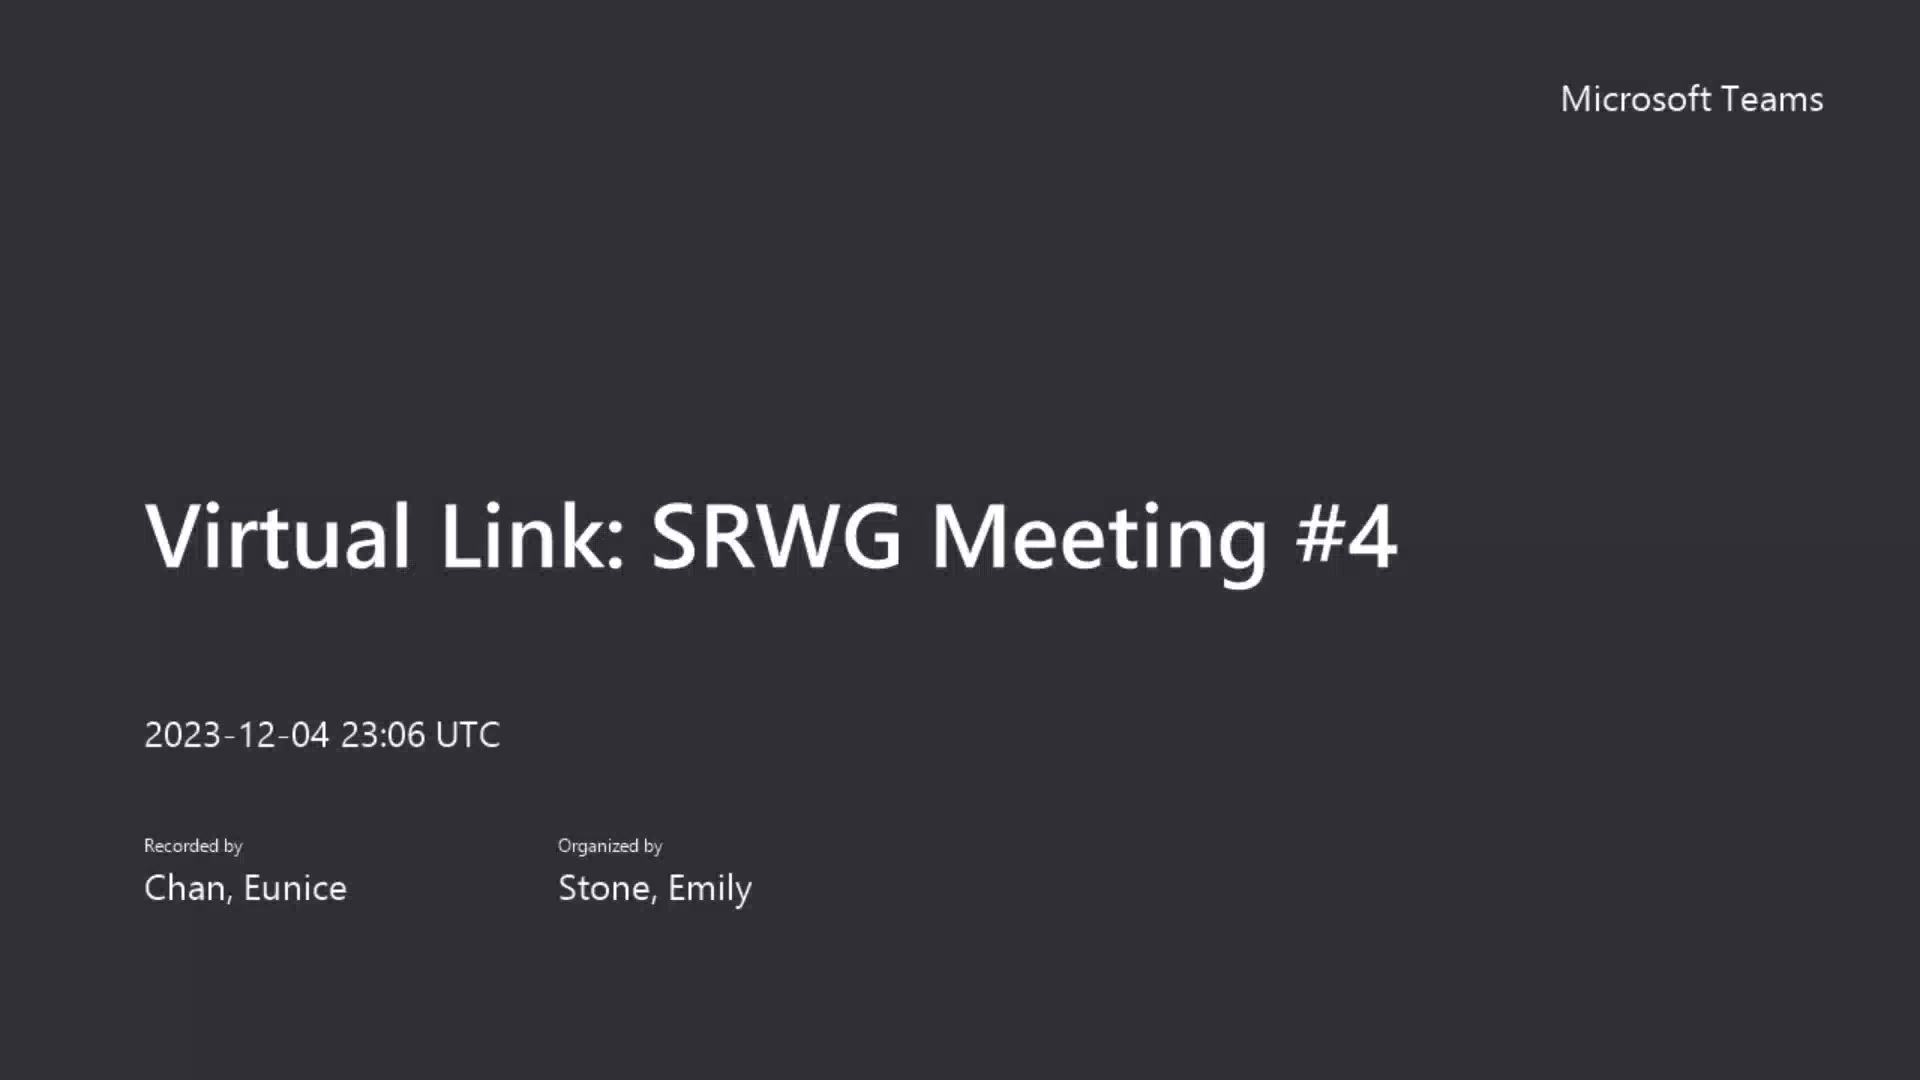 Microsoft Teams
Virtual Link: SRWG Meeting #4
2023-12-04 23:06 UTC
Recorded by
Chan, Eunice
Organized by
Stone, Emily